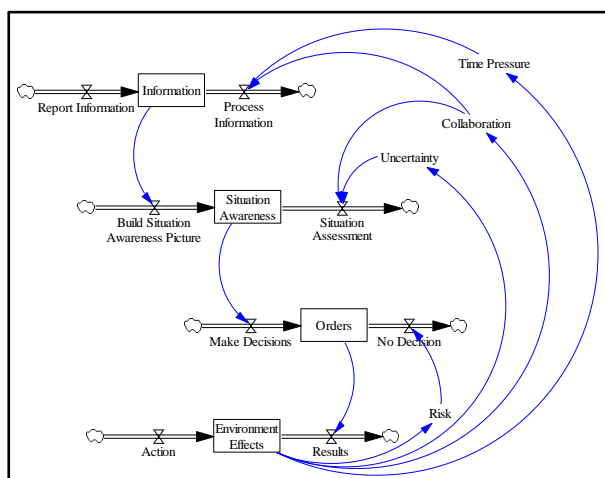 Time Pressure
Information
Report Information
Process
Information
Collaboration
Uncertainty
Situation
Awareness
Build Situation
Awareness Picture
Situation
Assessment
Orders
Make Decisions
No Decision
Risk
Environment
Effects
Action
Results